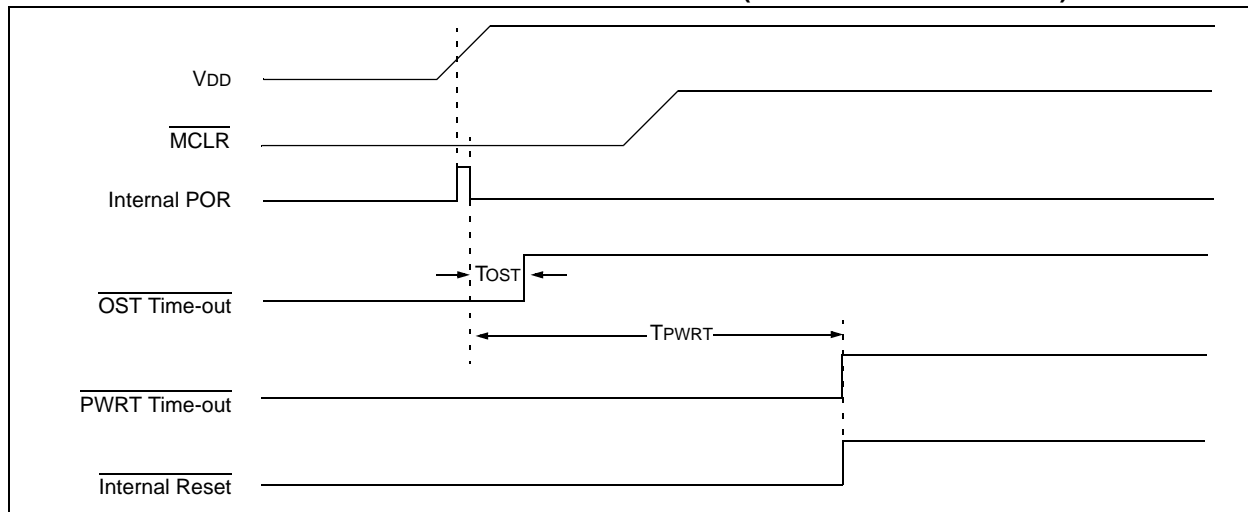 VDD
MCLR
Internal POR
TOST
OST Time-out
TPWRT
PWRT Time-out
Internal Reset